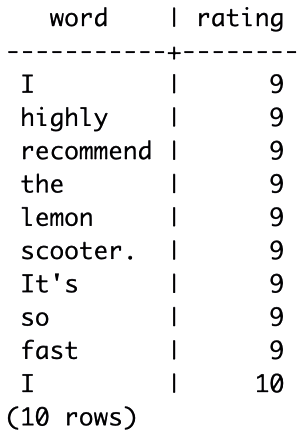 word | rating
-----------+--------
I | 9
highly | 9
recommend | 9
the | 9
lemon | 9
scooter. | 9
It's | 9
so | 9
fast | 9
I | 10
(10 rows)